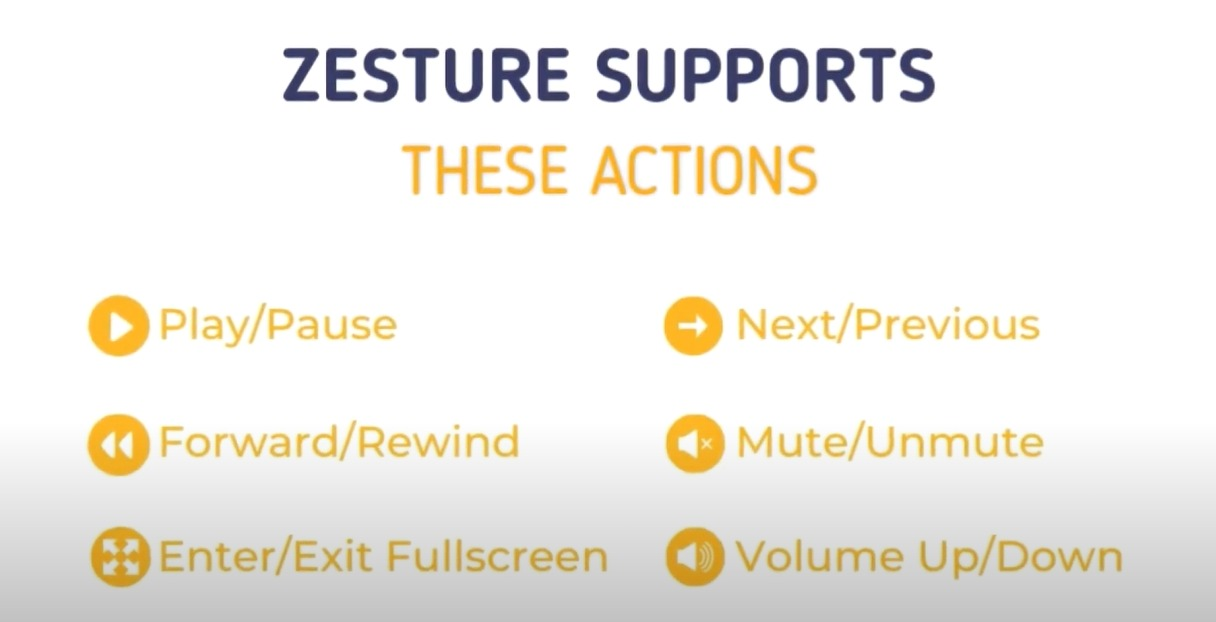 ZESTURE SUPPORTS
THESE ACTIONS
Play/Pause
Next/Previous
Forward/Rewind
Mute/Unmute
Enter/Exit Fullscreen
Volume Up/Down